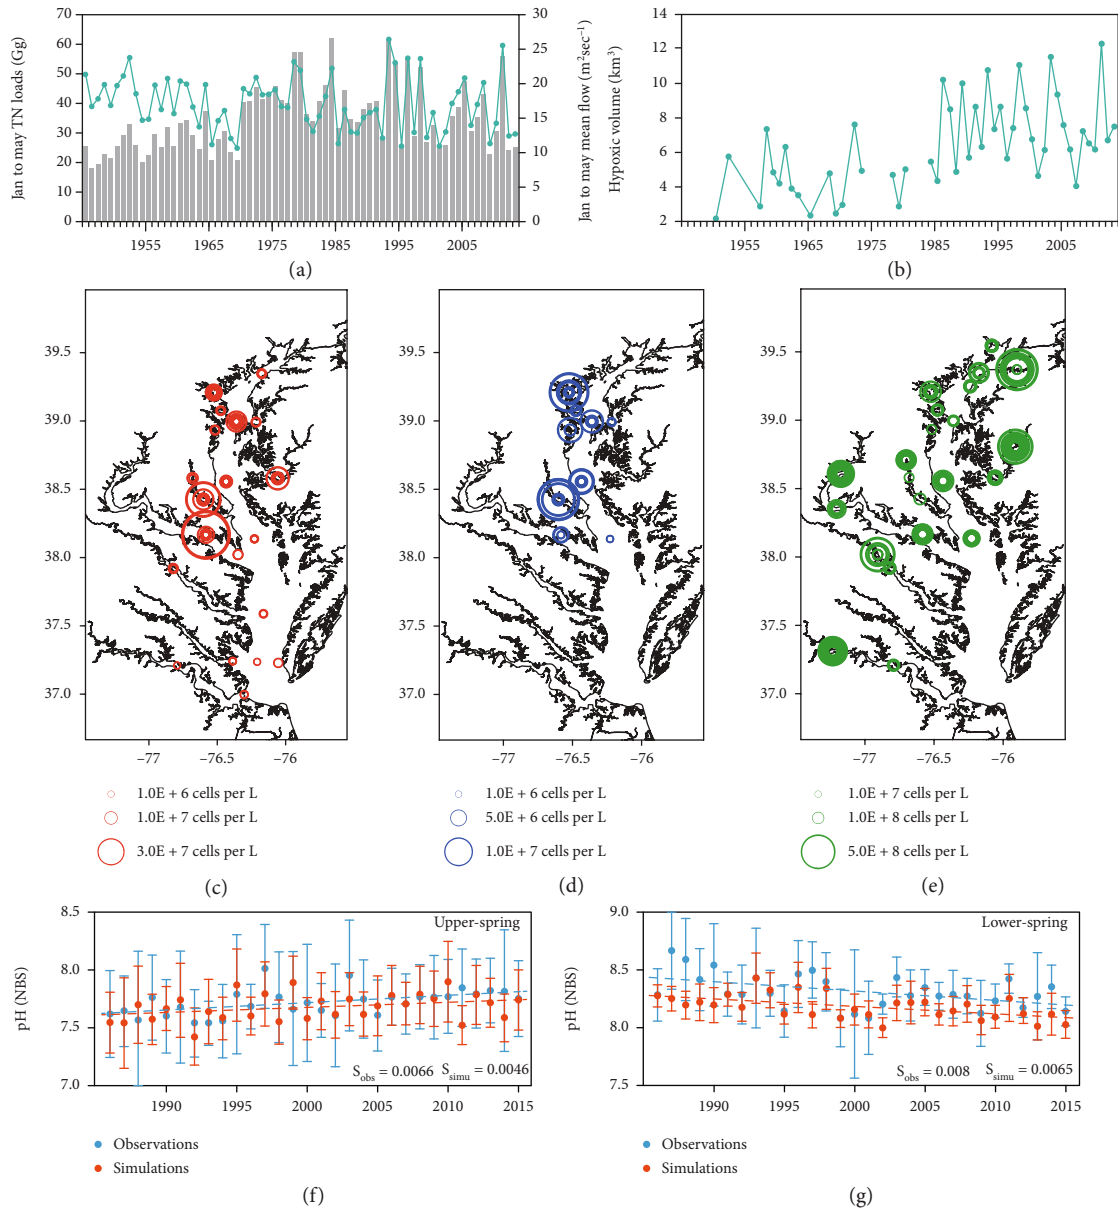 Jan to may TN loads (Gg)
70
60
50
40
30
20
10
0
30
25
20
15
10
5
0
Jan to may mean flow (m²sec⁻¹)
1955
1965
1975
1985
1995
2005
(a)
Hypoxic volume (km³)
14
12
10
8
6
4
2
1955
1965
1975
1985
1995
2005
(b)
39.5
39.0
38.5
38.0
37.5
37.0
−77
−76.5
−76
1.0E + 6 cells per L
1.0E + 7 cells per L
3.0E + 7 cells per L
(c)
39.5
39.0
38.5
38.0
37.5
37.0
−77
−76.5
−76
1.0E + 6 cells per L
5.0E + 6 cells per L
1.0E + 7 cells per L
(d)
39.5
39.0
38.5
38.0
37.5
37.0
−77
−76.5
−76
1.0E + 7 cells per L
1.0E + 8 cells per L
5.0E + 8 cells per L
(e)
pH (NBS)
8.5
8.0
7.5
7.0
Upper-spring
S_obs = 0.0066 S_simu = 0.0046
1990
1995
2000
2005
2010
2015
Observations
Simulations
(f)
pH (NBS)
9.0
8.5
8.0
7.5
Lower-spring
S_obs = 0.008 S_simu = 0.0065
1990
1995
2000
2005
2010
2015
Observations
Simulations
(g)